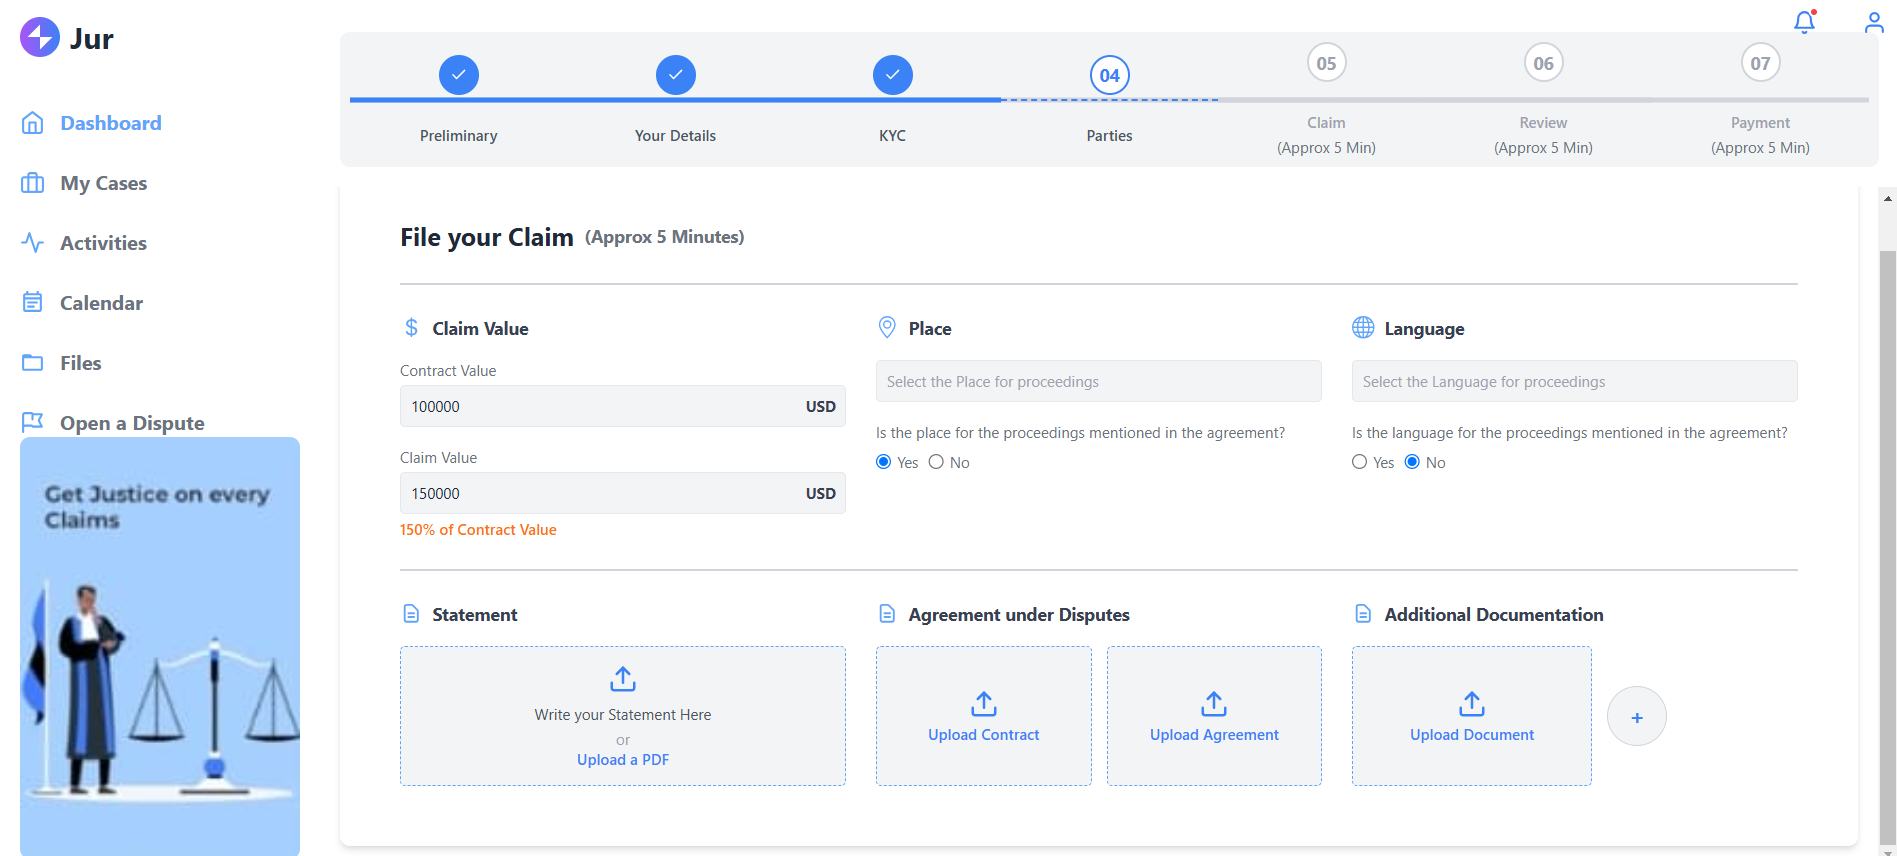 Jur
Dashboard
My Cases
Activities
Calendar
Files
Open a Dispute
Get Justice on every
Claims
Preliminary
Your Details
KYC
04
Parties
05
Claim
(Approx 5 Min)
06
Review
(Approx 5 Min)
07
Payment
(Approx 5 Min)
File your Claim (Approx 5 Minutes)
$ Claim Value
Contract Value
100000 USD
Claim Value
150000 USD
150% of Contract Value
Place
Select the Place for proceedings
Is the place for the proceedings mentioned in the agreement?
Yes No
Language
Select the Language for proceedings
Is the language for the proceedings mentioned in the agreement?
Yes No
Statement
Write your Statement Here
or
Upload a PDF
Agreement under Disputes
Upload Contract
Upload Agreement
Additional Documentation
Upload Document
+